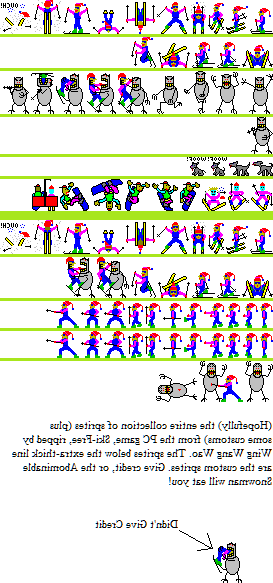 OUCH!
WOOF! WOOF!
OUCH!
(Hopefully) the entire collection of sprites (plus
some customs) from the PC game, Ski-Free, ripped by
Wing Wang Wao. The sprites below the extra-thick line
are the custom sprites. Give credit, or the Abominable
Snowman will eat you!
Didn't Give Credit